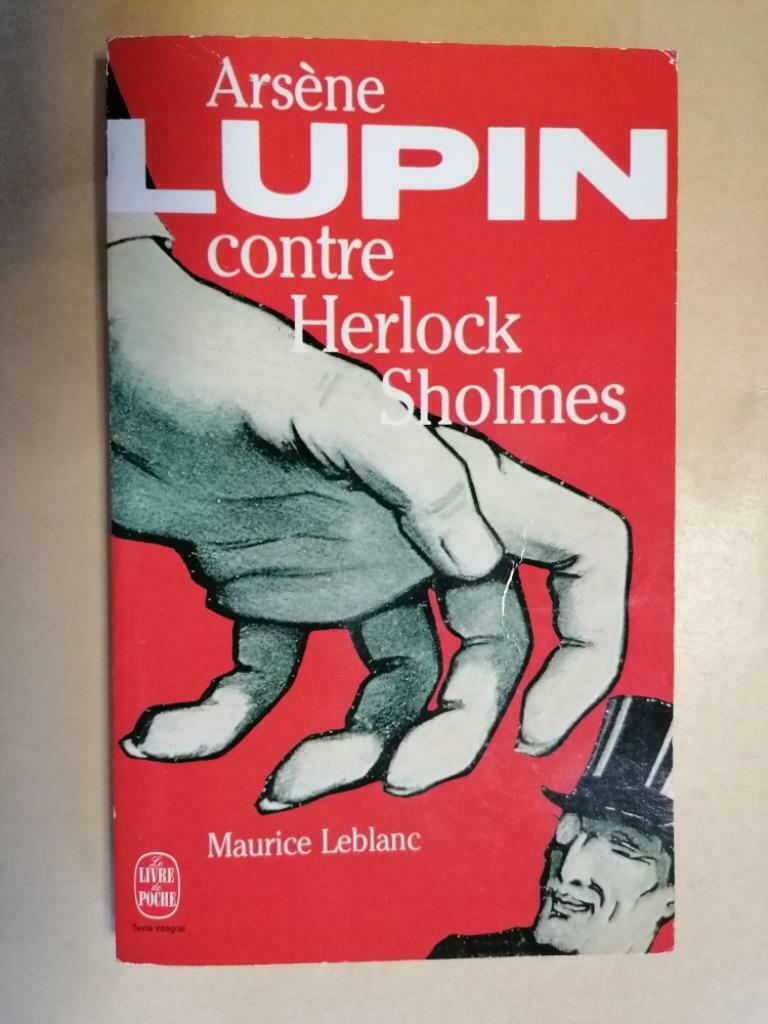 Arsène
LUPIN
contre
Herlock
Sholmes
Maurice Leblanc
Le
LIVRE
de
POCHE
Texte intégral